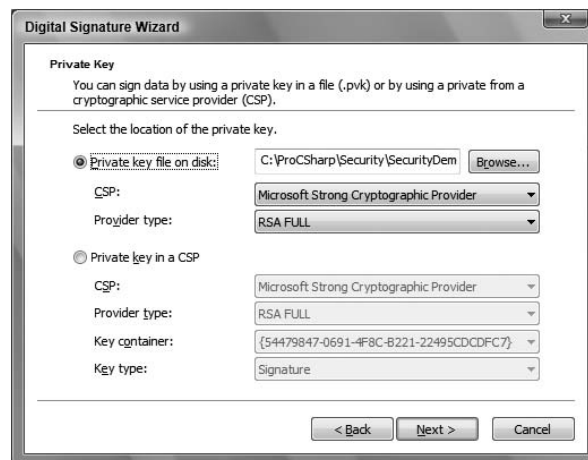 Digital Signature Wizard
x
Private Key
You can sign data by using a private key in a file (.pvk) or by using a private from a
cryptographic service provider (CSP).
Select the location of the private key.
Private key file on disk: C:\ProCSharp\Security\SecurityDem Browse...
CSP: Microsoft Strong Cryptographic Provider
Provider type: RSA FULL
Private key in a CSP
CSP: Microsoft Strong Cryptographic Provider
Provider type: RSA FULL
Key container: {54479847-0691-4F8C-B221-22495CDCDFC7}
Key type: Signature
< Back Next > Cancel